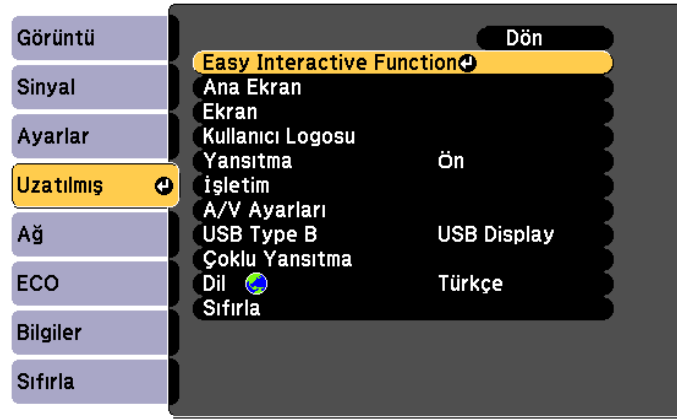 Görüntü
Sinyal
Ayarlar
Uzatılmış
Ağ
ECO
Bilgiler
Sıfırla
Dön
Easy Interactive Function
Ana Ekran
Ekran
Kullanıcı Logosu
Yansıtma Ön
İşletim
A/V Ayarları
USB Type B USB Display
Çoklu Yansıtma
Dil Türkçe
Sıfırla